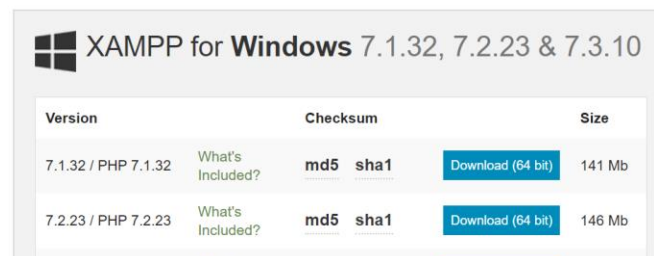 XAMPP for Windows 7.1.32, 7.2.23 & 7.3.10
Version Checksum Size
7.1.32 / PHP 7.1.32 What's Included? md5 sha1 Download (64 bit) 141 Mb
7.2.23 / PHP 7.2.23 What's Included? md5 sha1 Download (64 bit) 146 Mb